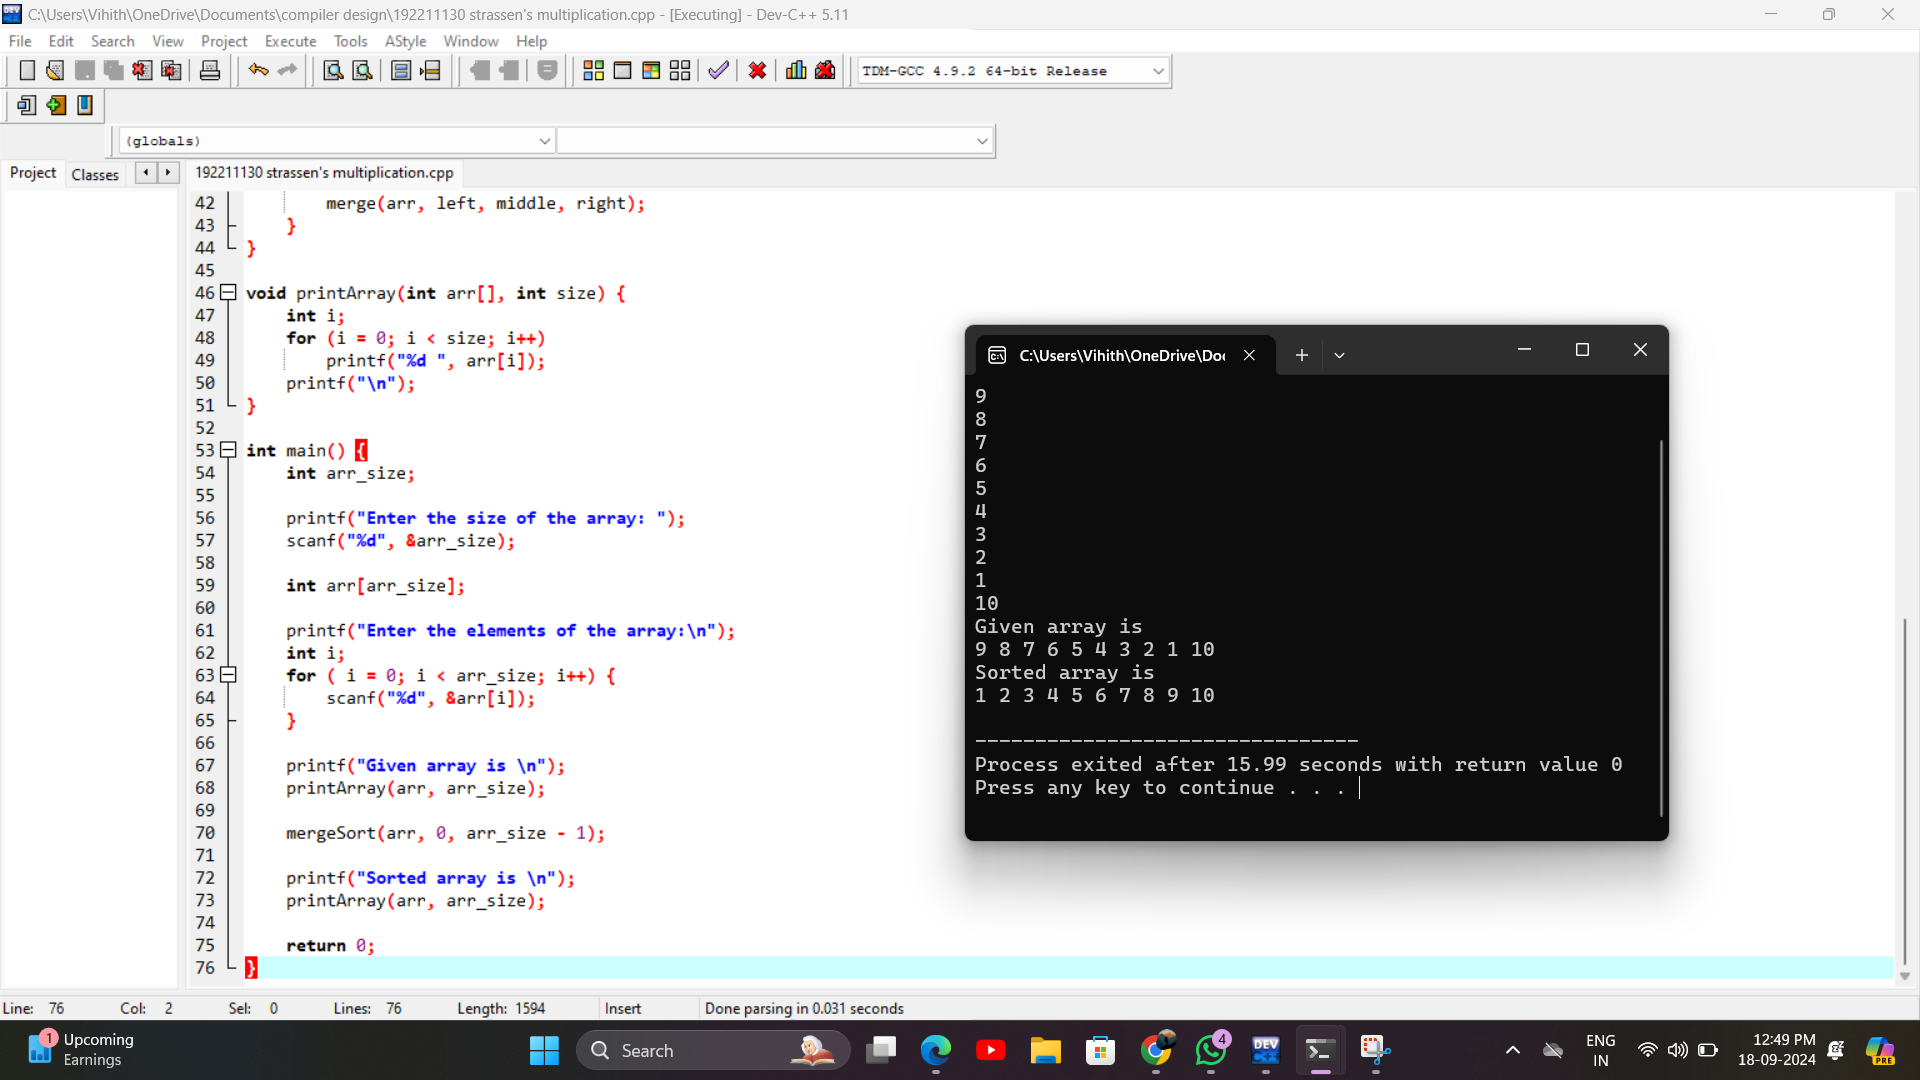 C:\Users\Vihith\OneDrive\Documents\compiler design\192211130 strassen's multiplication.cpp - [Executing] - Dev-C++ 5.11
File Edit Search View Project Execute Tools AStyle Window Help
TDM-GCC 4.9.2 64-bit Release
(globals)
Project Classes 192211130 strassen's multiplication.cpp
42 merge(arr, left, middle, right);
43 }
44 }
45
46 void printArray(int arr[], int size) {
47 int i;
48 for (i = 0; i < size; i++)
49 printf("%d ", arr[i]);
50 printf("\n");
51 }
52
53 int main() {
54 int arr_size;
55
56 printf("Enter the size of the array: ");
57 scanf("%d", &arr_size);
58
59 int arr[arr_size];
60
61 printf("Enter the elements of the array:\n");
62 int i;
63 for ( i = 0; i < arr_size; i++) {
64 scanf("%d", &arr[i]);
65 }
66
67 printf("Given array is \n");
68 printArray(arr, arr_size);
69
70 mergeSort(arr, 0, arr_size - 1);
71
72 printf("Sorted array is \n");
73 printArray(arr, arr_size);
74
75 return 0;
76 }
C:\Users\Vihith\OneDrive\Doc
9
8
7
6
5
4
3
2
1
10
Given array is
9 8 7 6 5 4 3 2 1 10
Sorted array is
1 2 3 4 5 6 7 8 9 10
--------------------------------
Process exited after 15.99 seconds with return value 0
Press any key to continue . . .
Line: 76 Col: 2 Sel: 0 Lines: 76 Length: 1594 Insert Done parsing in 0.031 seconds
1 Upcoming
Earnings
Search
4
DEV
C++
ENG
IN
12:49 PM
18-09-2024
PRE